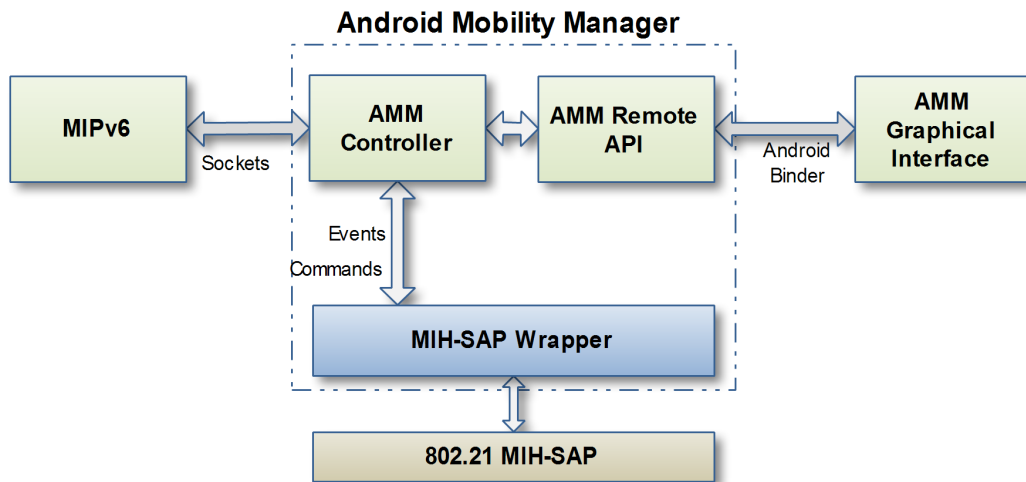 Android Mobility Manager
MIPv6
Sockets
AMM
Controller
AMM Remote
API
Android
Binder
AMM
Graphical
Interface
Events
Commands
MIH-SAP Wrapper
802.21 MIH-SAP